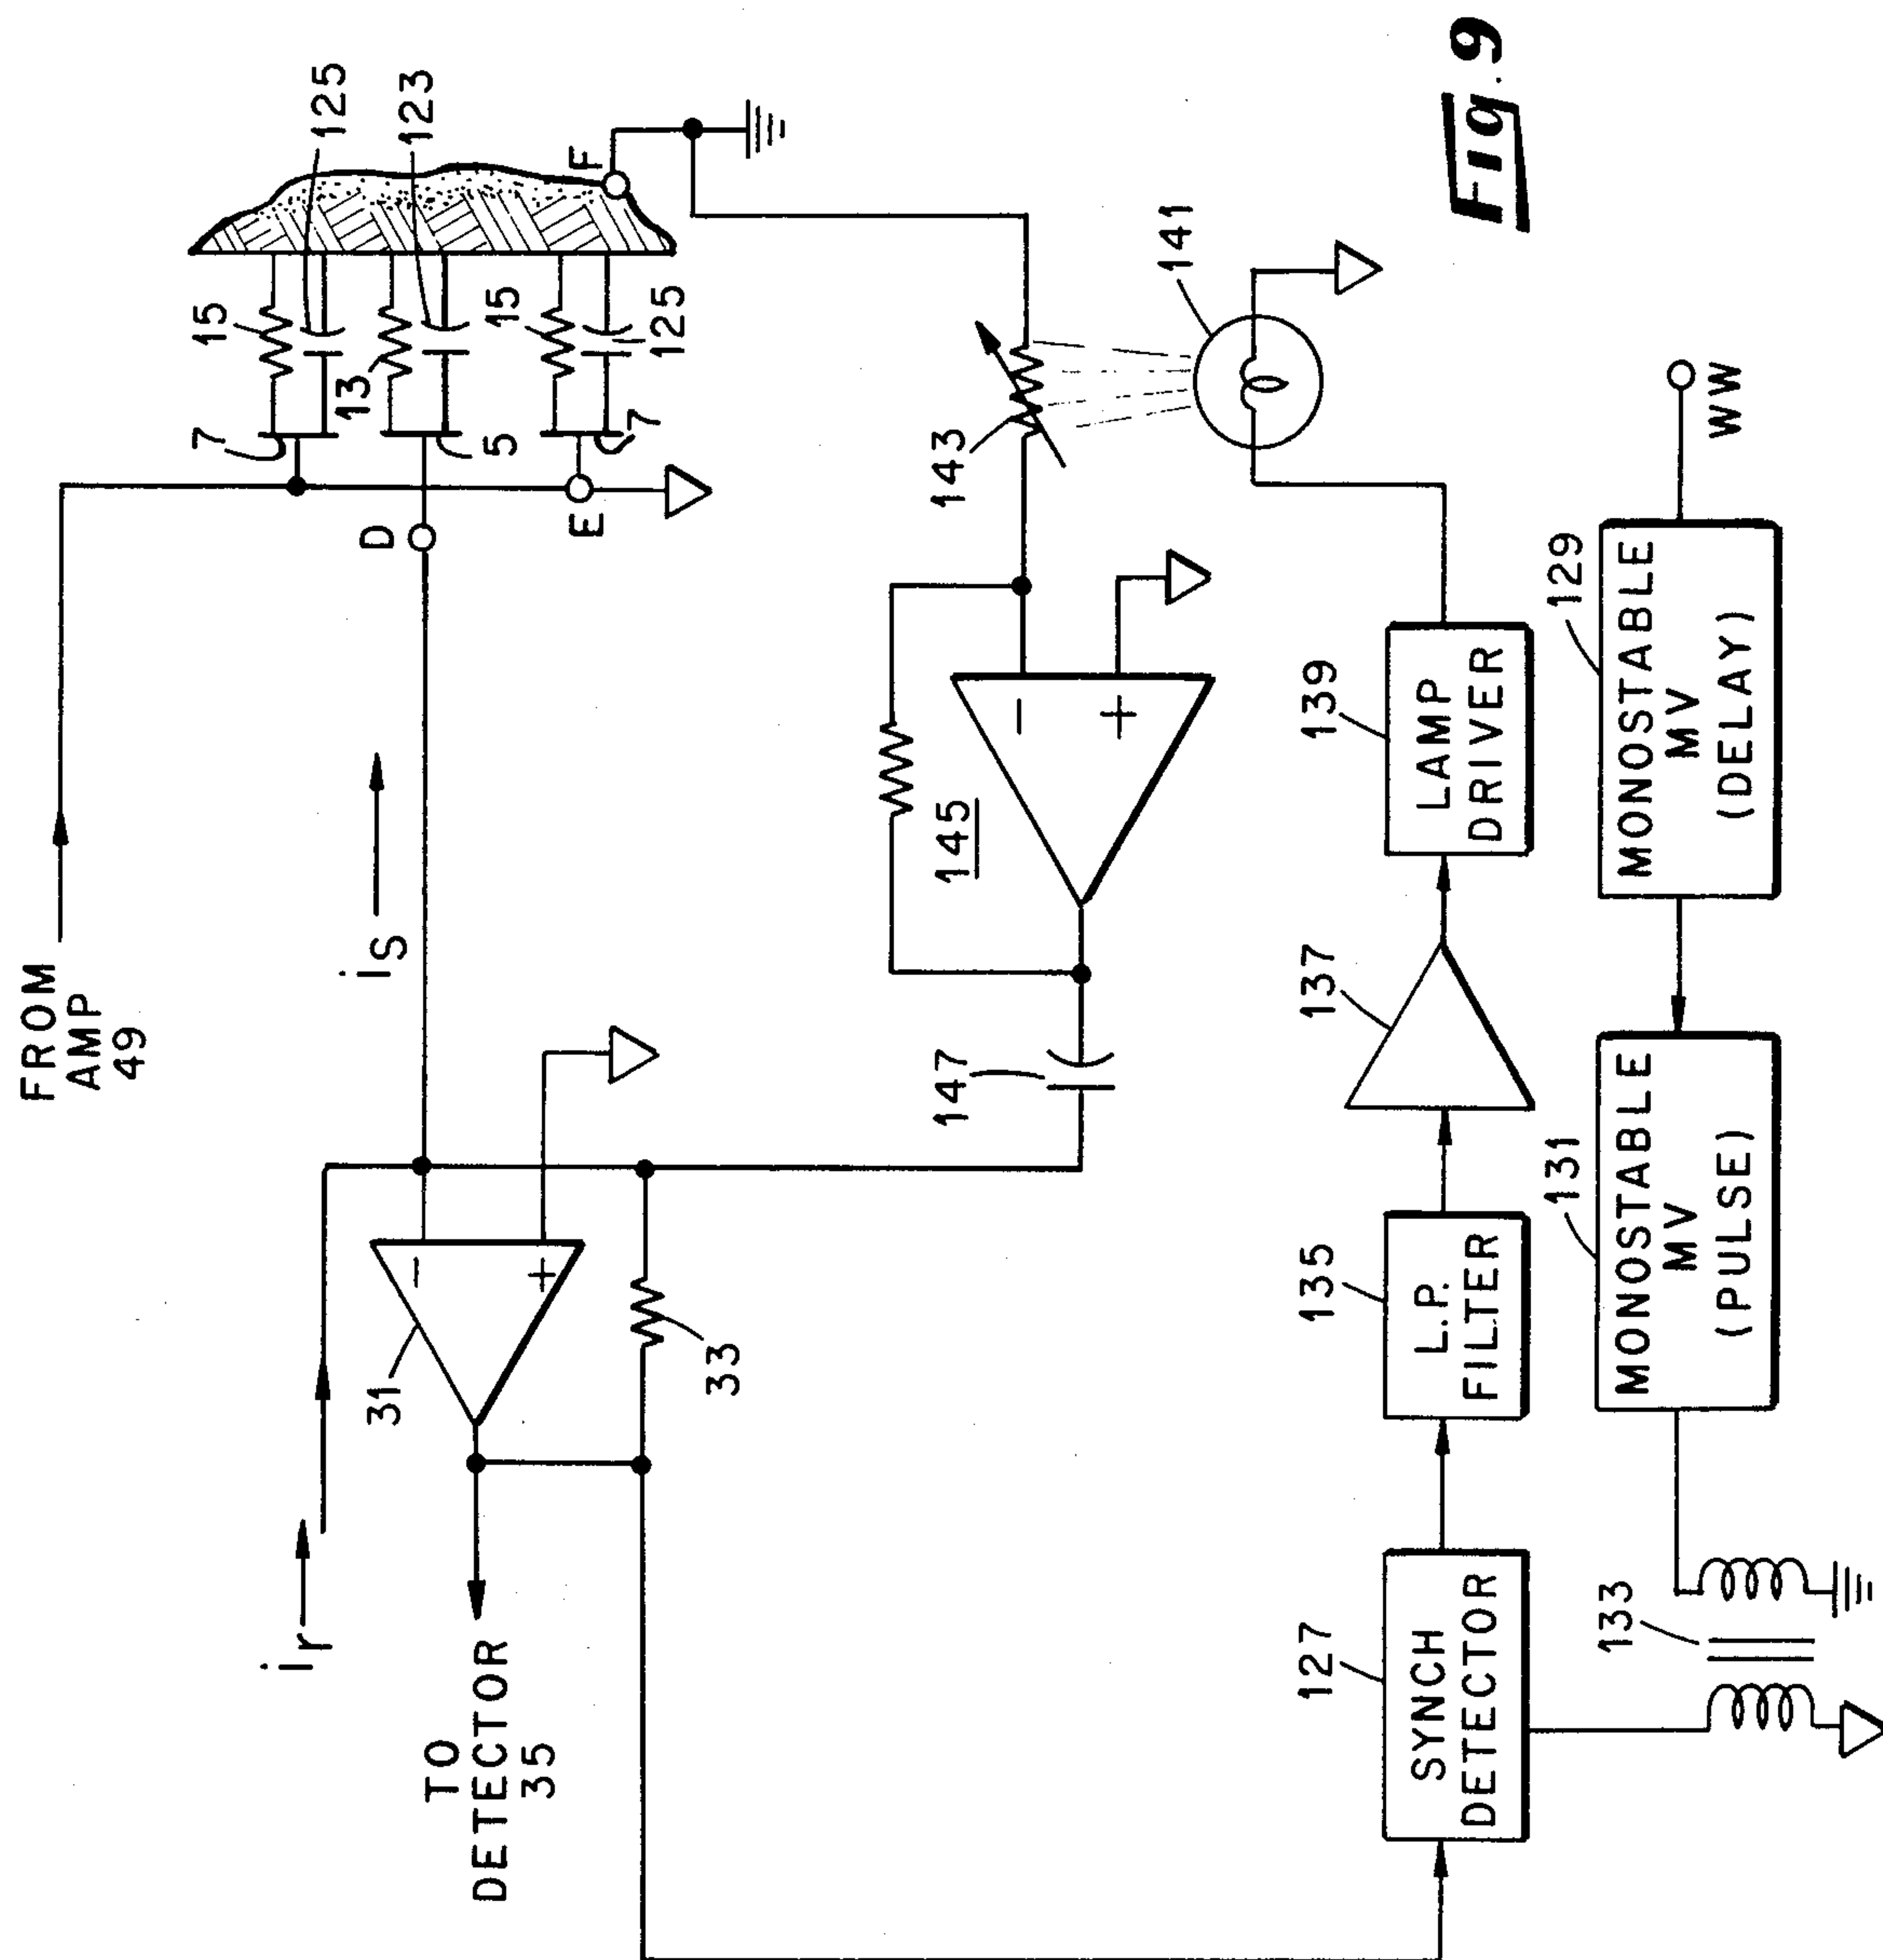 FROM
AMP
49
125
123
15
13
15
125
7
5
7
D
E
F
iS
ir
31
33
TO
DETECTOR
35
143
141
145
-
+
-
+
147
139
LAMP
DRIVER
137
135
L.P.
FILTER
127
SYNCH
DETECTOR
129
MONOSTABLE
MV
(DELAY)
131
MONOSTABLE
MV
(PULSE)
133
WW
Fig. 9